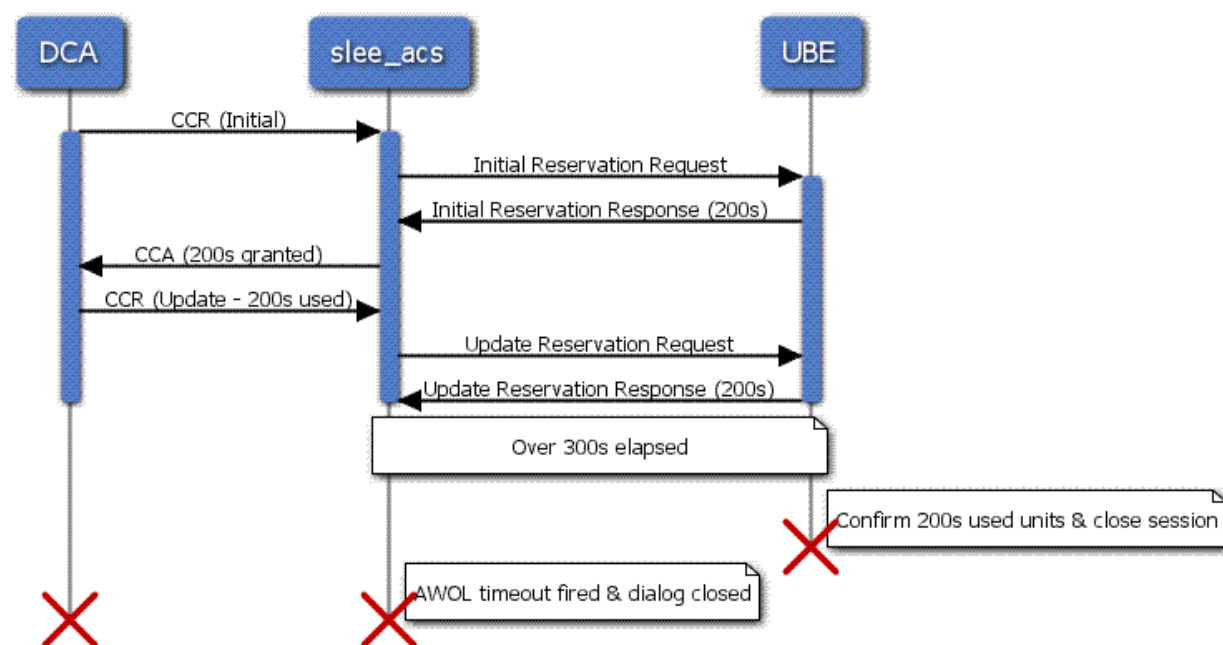 DCA
slee_acs
UBE
CCR (Initial)
Initial Reservation Request
Initial Reservation Response (200s)
CCA (200s granted)
CCR (Update - 200s used)
Update Reservation Request
Update Reservation Response (200s)
Over 300s elapsed
Confirm 200s used units & close session
AWOL timeout fired & dialog closed